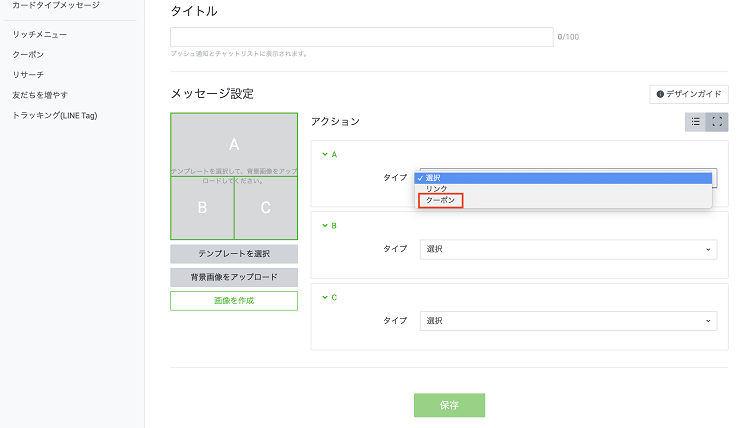 カードタイプメッセージ
リッチメニュー
クーポン
リサーチ
友だちを増やす
トラッキング(LINE Tag)
タイトル
0/100
プッシュ通知とチャットリストに表示されます。
メッセージ設定
デザインガイド
A
テンプレートを選択して、背景画像をアップ
ロードしてください。
B C
テンプレートを選択
背景画像をアップロード
画像を作成
アクション
A
タイプ
選択
リンク
クーポン
B
タイプ 選択
C
タイプ 選択
保存